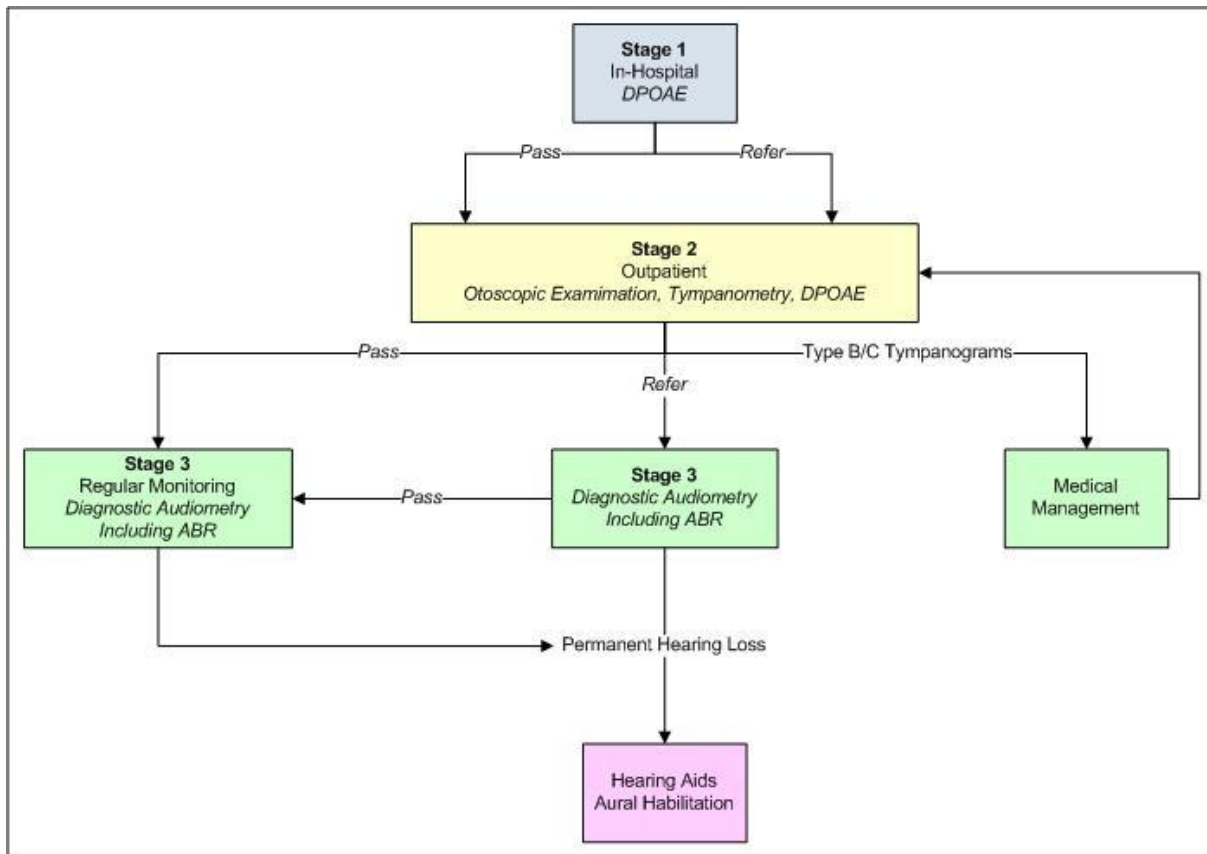 Stage 1
In-Hospital
DPOAE
Pass
Refer
Stage 2
Outpatient
Otoscopic Examimation, Tympanometry, DPOAE
Pass
Type B/C Tympanograms
Refer
Stage 3
Regular Monitoring
Diagnostic Audiometry
Including ABR
Pass
Stage 3
Diagnostic Audiometry
Including ABR
Medical
Management
Permanent Hearing Loss
Hearing Aids
Aural Habilitation